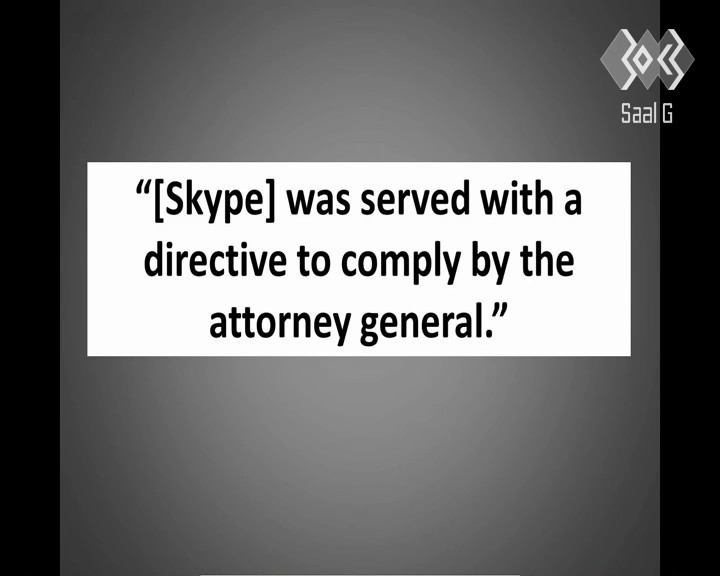 Saal G
“[Skype] was served with a
directive to comply by the
attorney general.”